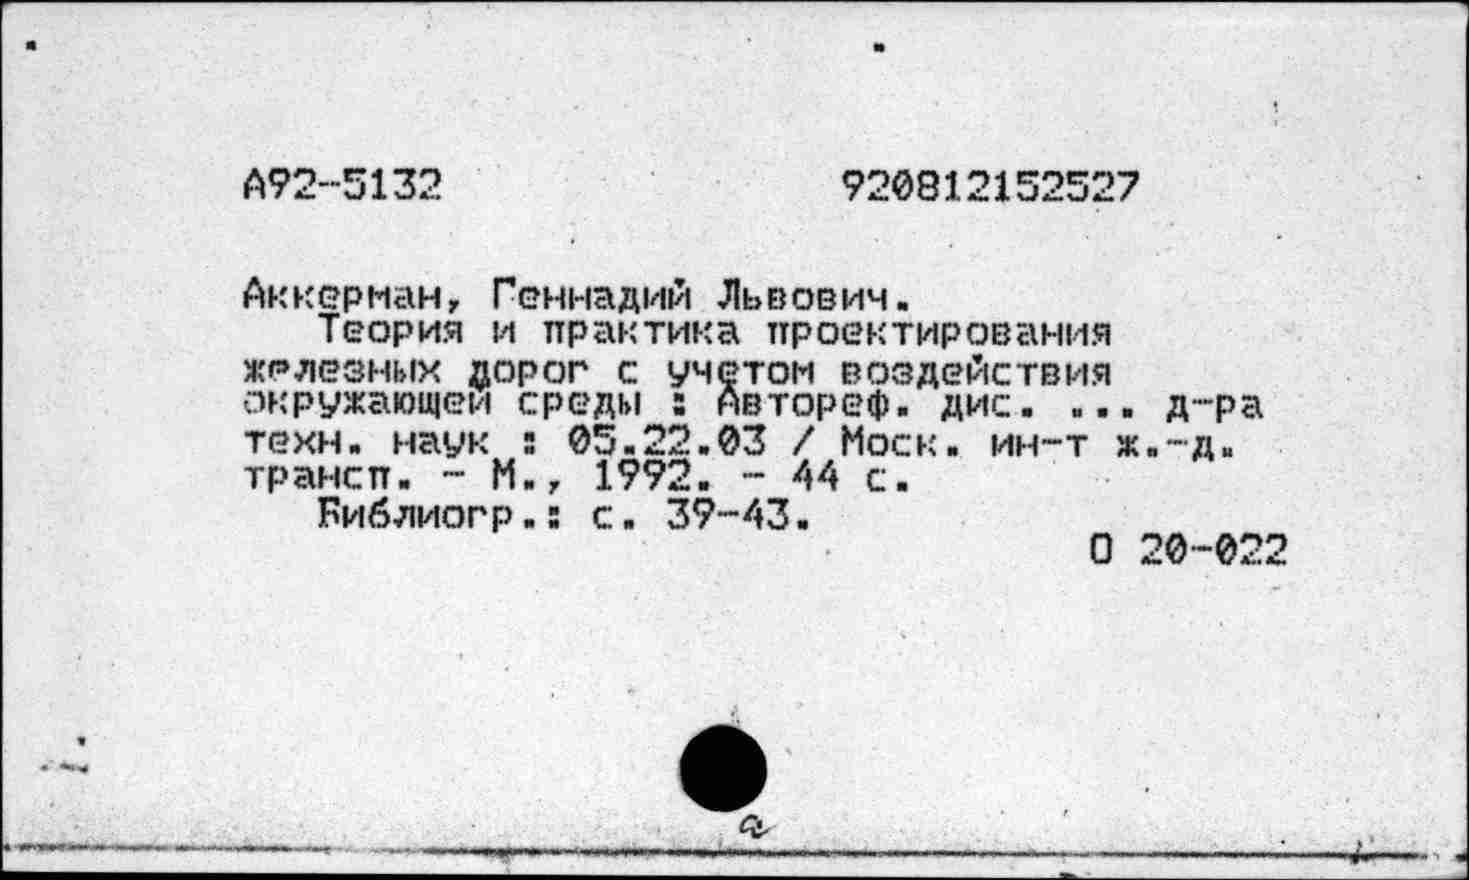 А92-5132 920812152527
Аккерман, Геннадий Львович.
Теория и практика проектирования
железных дорог с учетом воздействия
окружающей среды : Автореф. дис. ... д-ра
техн. наук : 05.22.03 / Моск. ин-т ж.-д.
трансп. - М., 1992. - 44 с.
Библиогр.: с. 39-43.
О 20-022